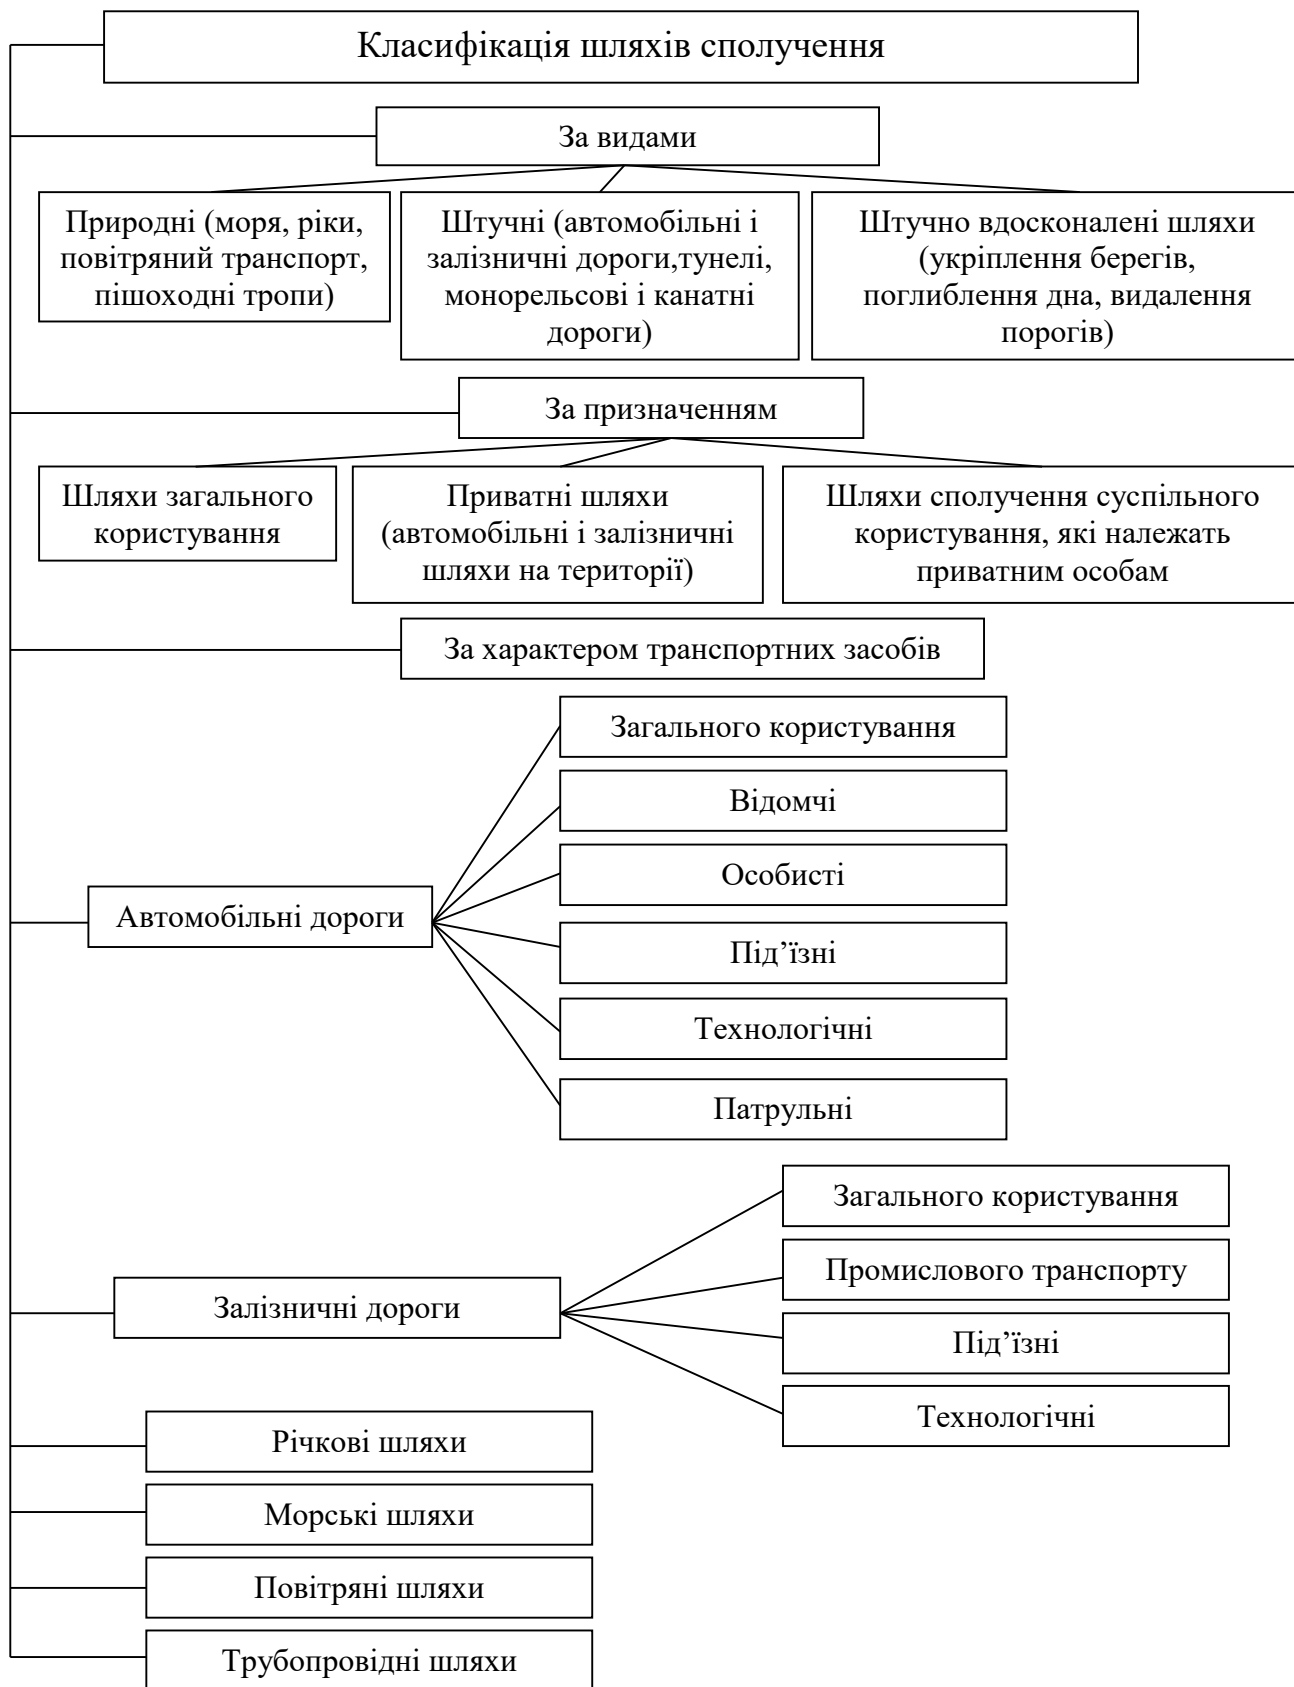 Класифікація шляхів сполучення
За видами
Природні (моря, ріки,
повітряний транспорт,
пішоходні тропи)
Штучні (автомобільні і
залізничні дороги,тунелі,
монорельсові і канатні
дороги)
Штучно вдосконалені шляхи
(укріплення берегів,
поглиблення дна, видалення
порогів)
За призначенням
Шляхи загального
користування
Приватні шляхи
(автомобільні і залізничні
шляхи на території)
Шляхи сполучення суспільного
користування, які належать
приватним особам
За характером транспортних засобів
Автомобільні дороги
Загального користування
Відомчі
Особисті
Під’їзні
Технологічні
Патрульні
Залізничні дороги
Загального користування
Промислового транспорту
Під’їзні
Технологічні
Річкові шляхи
Морські шляхи
Повітряні шляхи
Трубопровідні шляхи